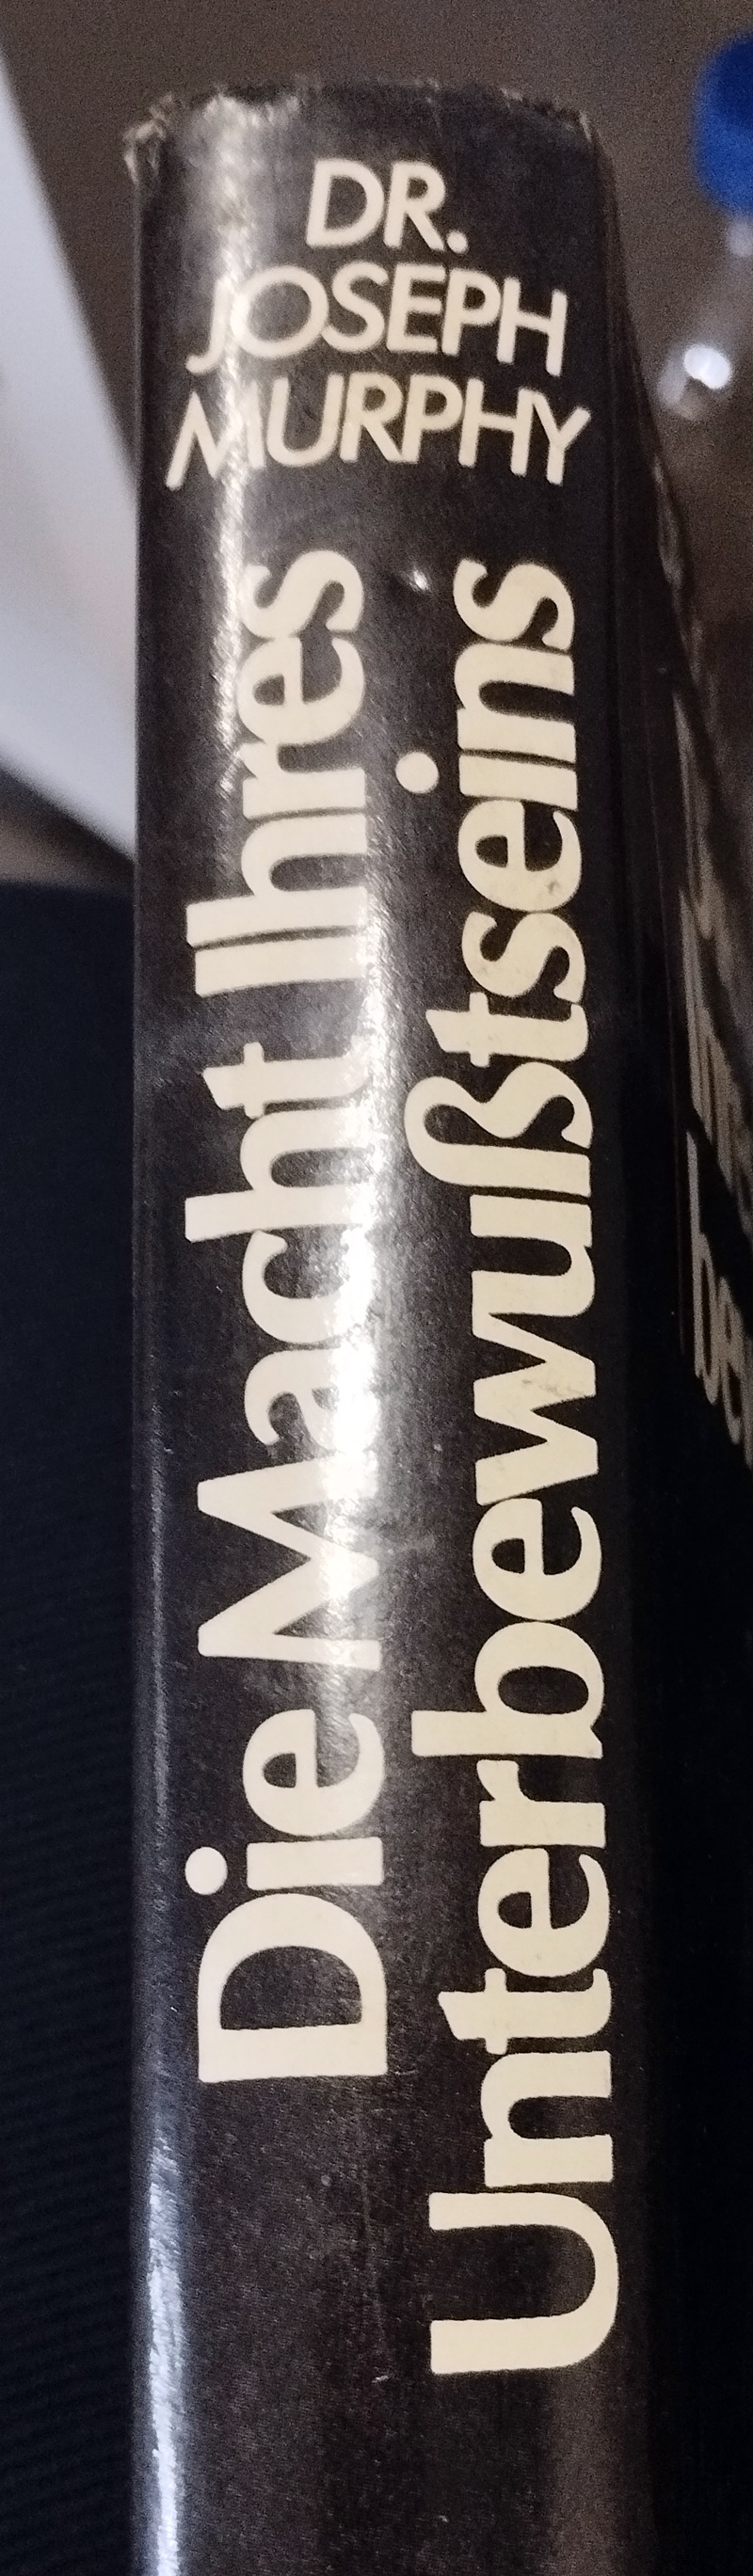 DR.
JOSEPH
MURPHY
Die Macht Ihres
Unterbewußtseins